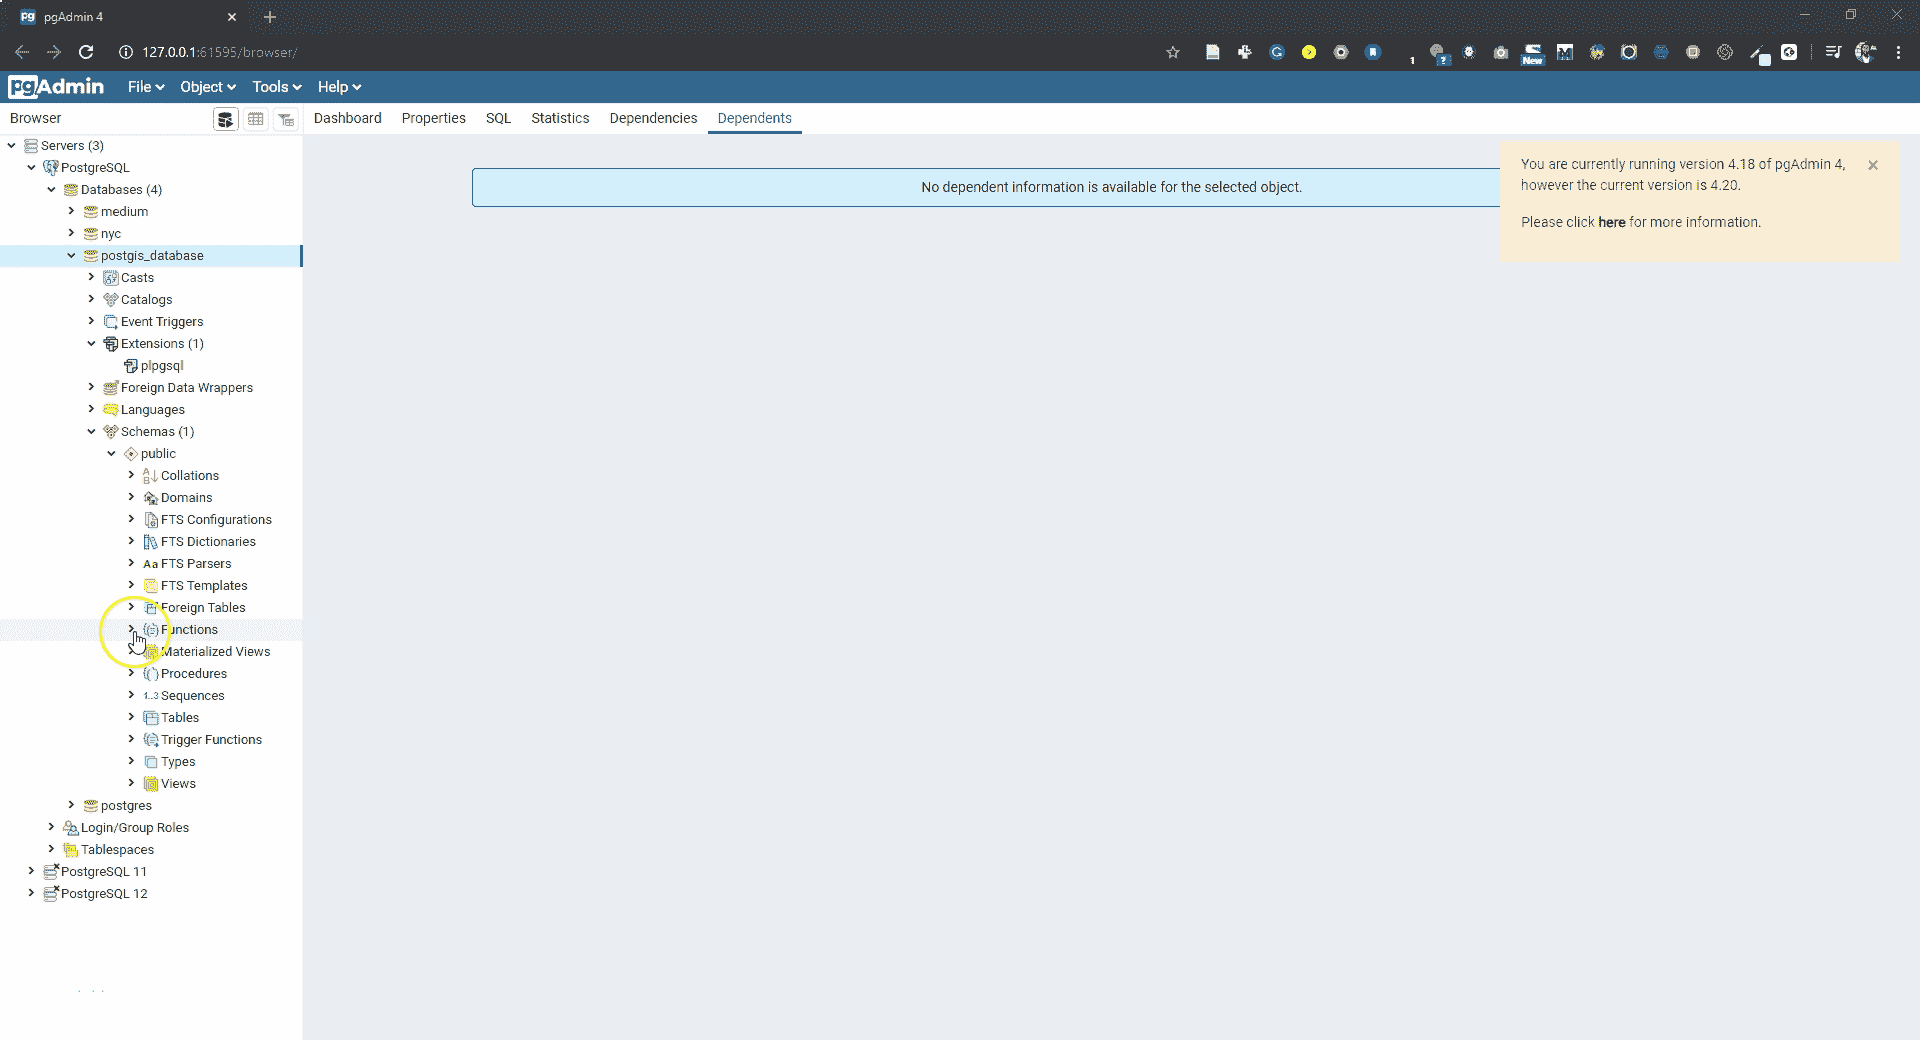 pgAdmin 4
127.0.0.1:61595/browser/
1
?
New
pgAdmin
File
Object
Tools
Help
Browser
Dashboard
Properties
SQL
Statistics
Dependencies
Dependents
Servers (3)
PostgreSQL
Databases (4)
medium
nyc
postgis_database
Casts
Catalogs
Event Triggers
Extensions (1)
plpgsql
Foreign Data Wrappers
Languages
Schemas (1)
public
Collations
Domains
FTS Configurations
FTS Dictionaries
Aa FTS Parsers
FTS Templates
Foreign Tables
Functions
Materialized Views
Procedures
1..3 Sequences
Tables
Trigger Functions
Types
Views
postgres
Login/Group Roles
Tablespaces
PostgreSQL 11
PostgreSQL 12
No dependent information is available for the selected object.
You are currently running version 4.18 of pgAdmin 4,
however the current version is 4.20.
Please click here for more information.